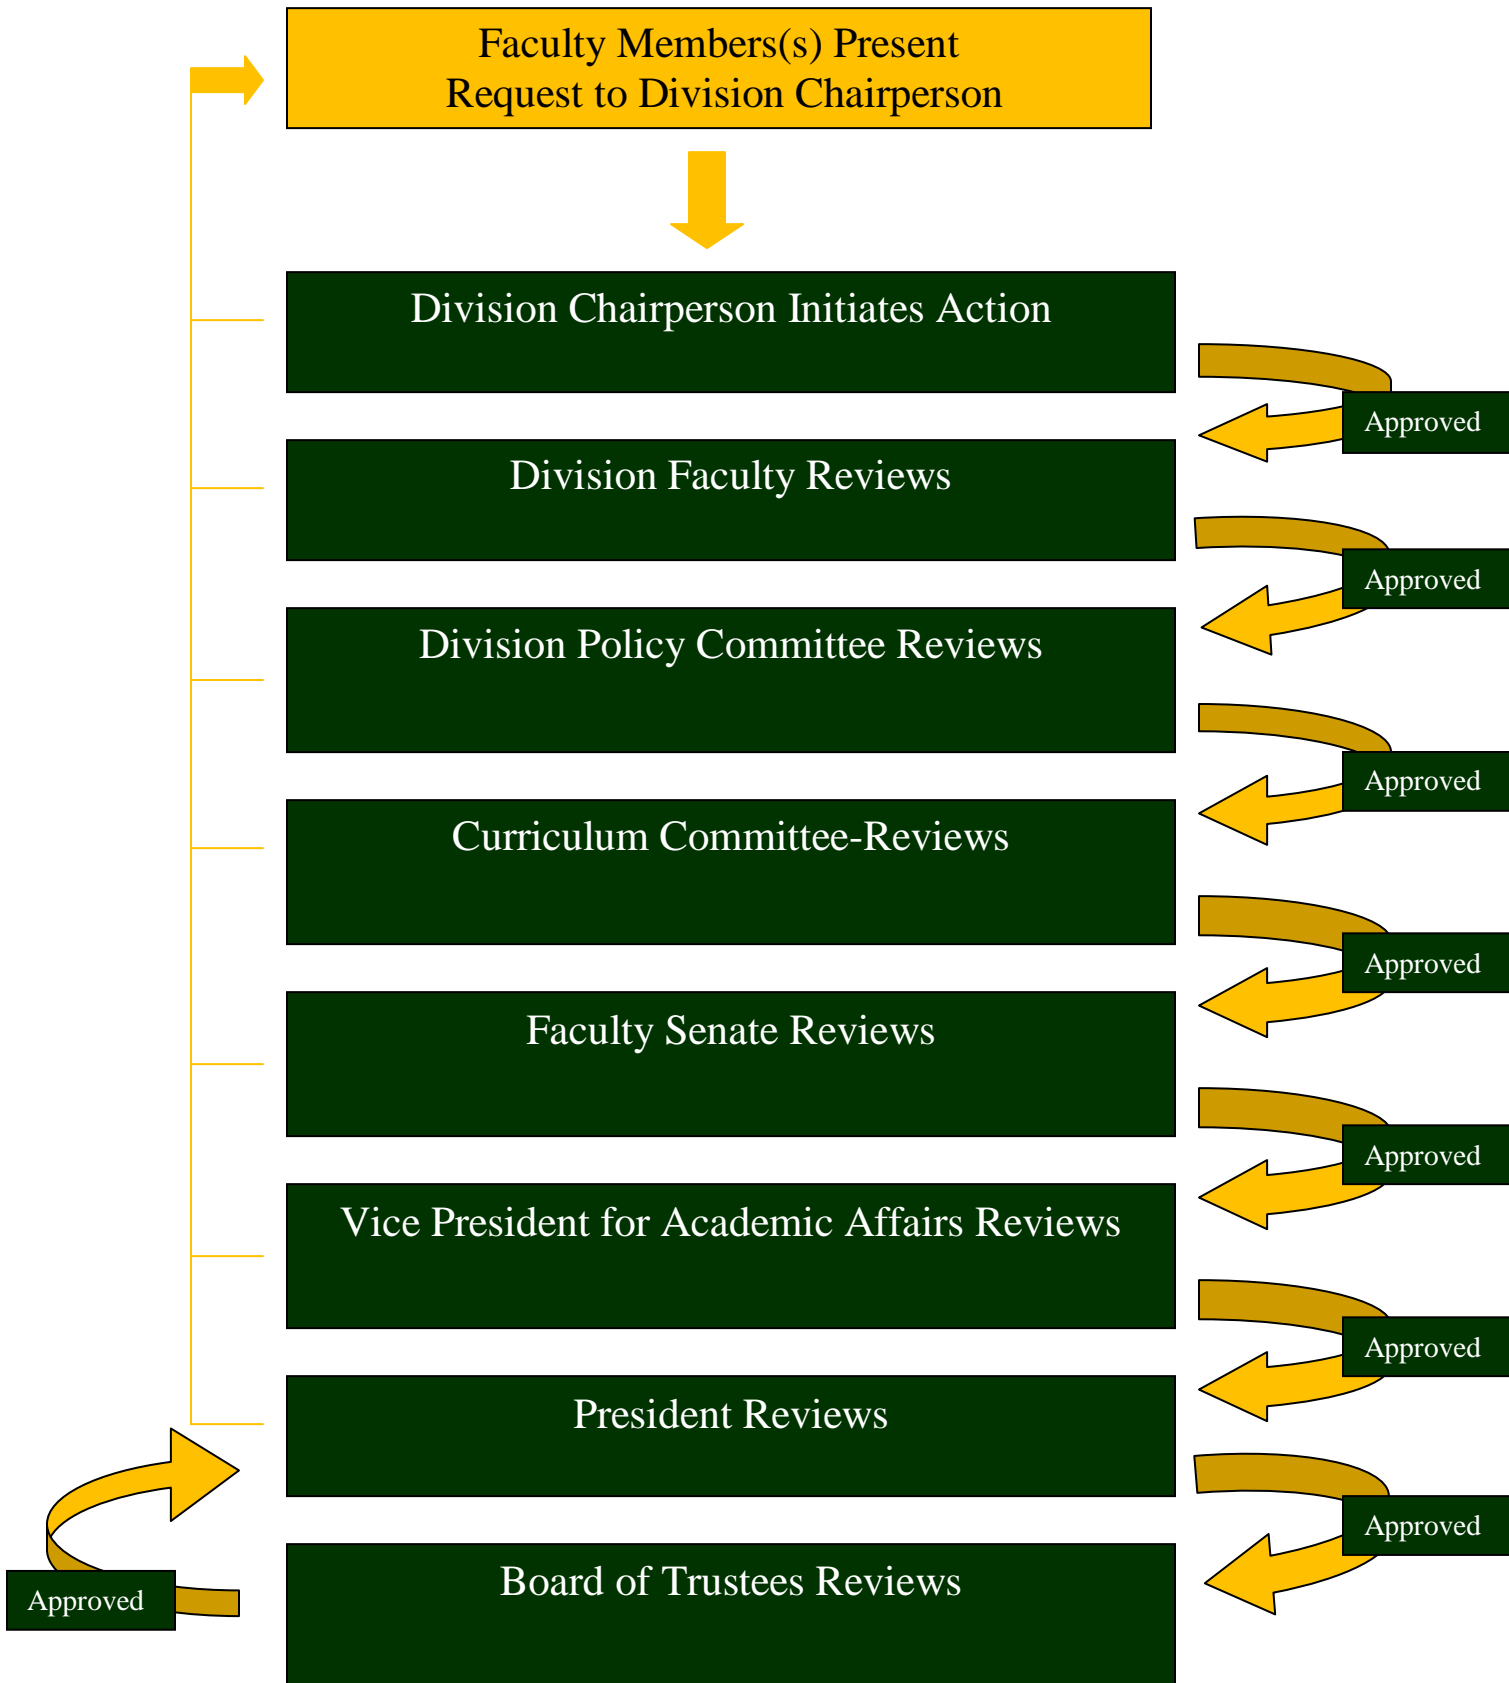 Faculty Members(s) Present
Request to Division Chairperson
Division Chairperson Initiates Action
Approved
Division Faculty Reviews
Approved
Division Policy Committee Reviews
Approved
Curriculum Committee-Reviews
Approved
Faculty Senate Reviews
Approved
Vice President for Academic Affairs Reviews
Approved
President Reviews
Approved
Board of Trustees Reviews
Approved